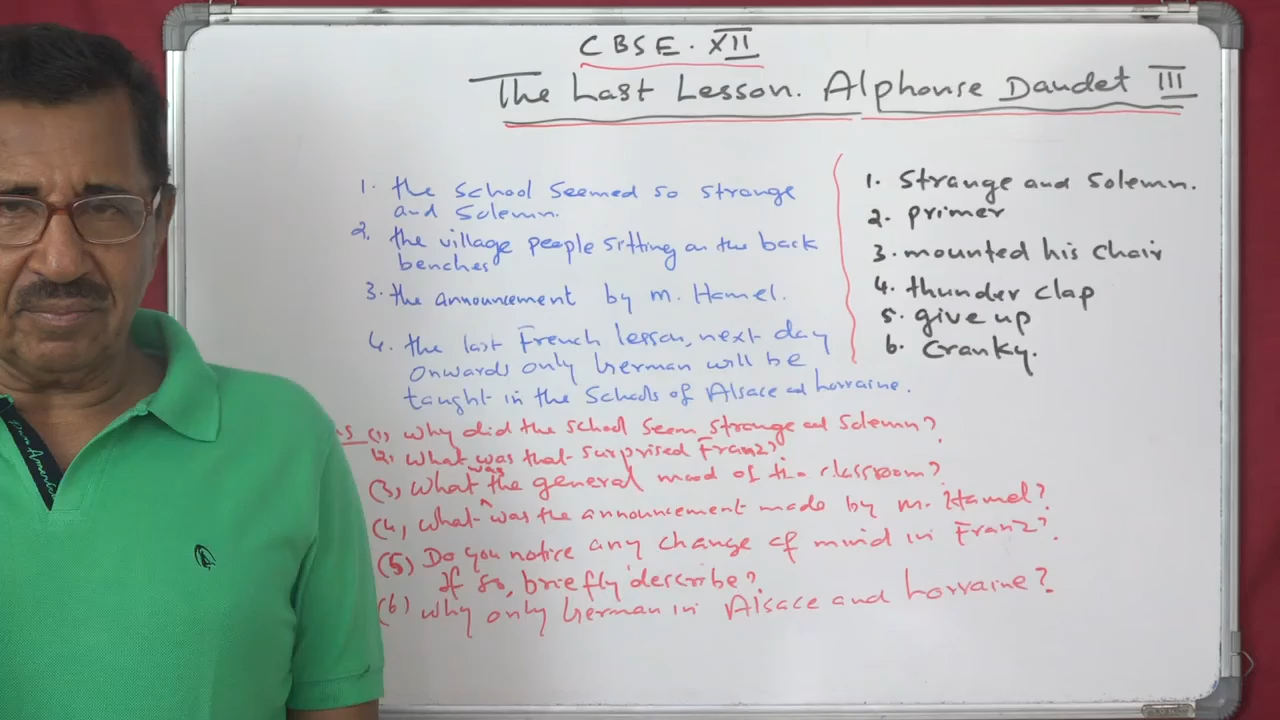 CBSE. XII
The Last Lesson. Alphonse Daudet III
1. the school seemed so strange
and solemn.
2. the village people sitting on the back
benches
3. the announcement by M. Hamel.
4. the last French lesson, next day
onwards only German will be
taught in the schools of Alsace and Lorraine.
1. Strange and Solemn.
2. primer
3. mounted his chair
4. thunder clap
5. give up
6. Cranky.
(1) why did the school seem strange and solemn?
(2, What was that surprised Franz?
(3, What was the general mood of the classroom?
(4, what was the announcement made by M. Hamel?
(5) Do you notice any change of mind in Franz?
If so, briefly describe?
(6) why only German in Alsace and Lorraine?